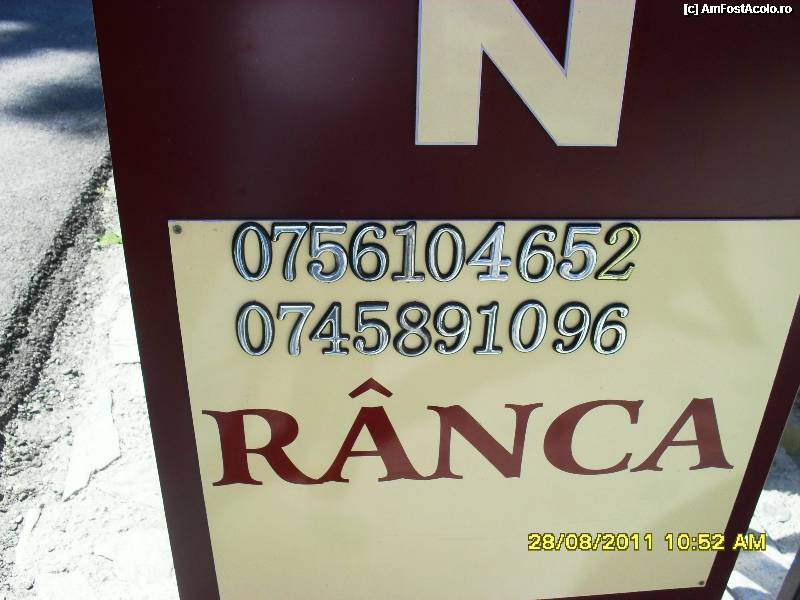 [c] AmFostAcolo.ro
N
0756104652
0745891096
RÂNCA
28/08/2011 10:52 AM